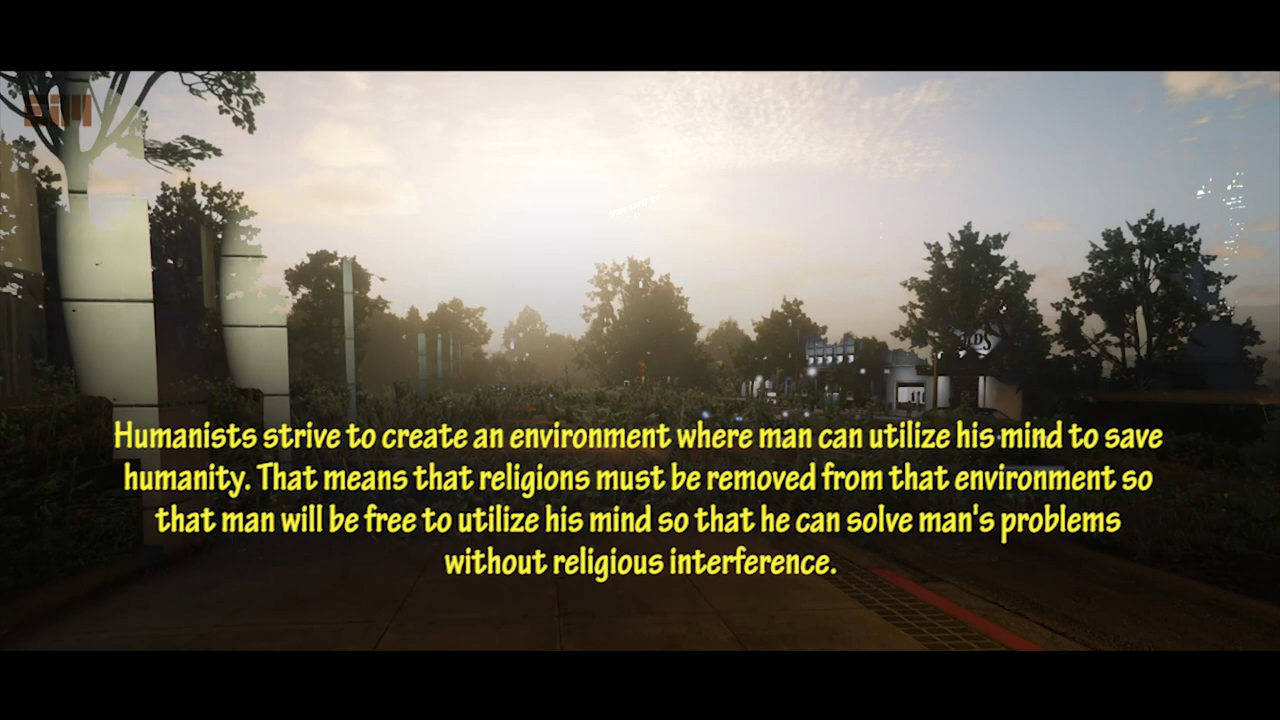 Humanists strive to create an environment where man can utilize his mind to save
humanity. That means that religions must be removed from that environment so
that man will be free to utilize his mind so that he can solve man's problems
without religious interference.